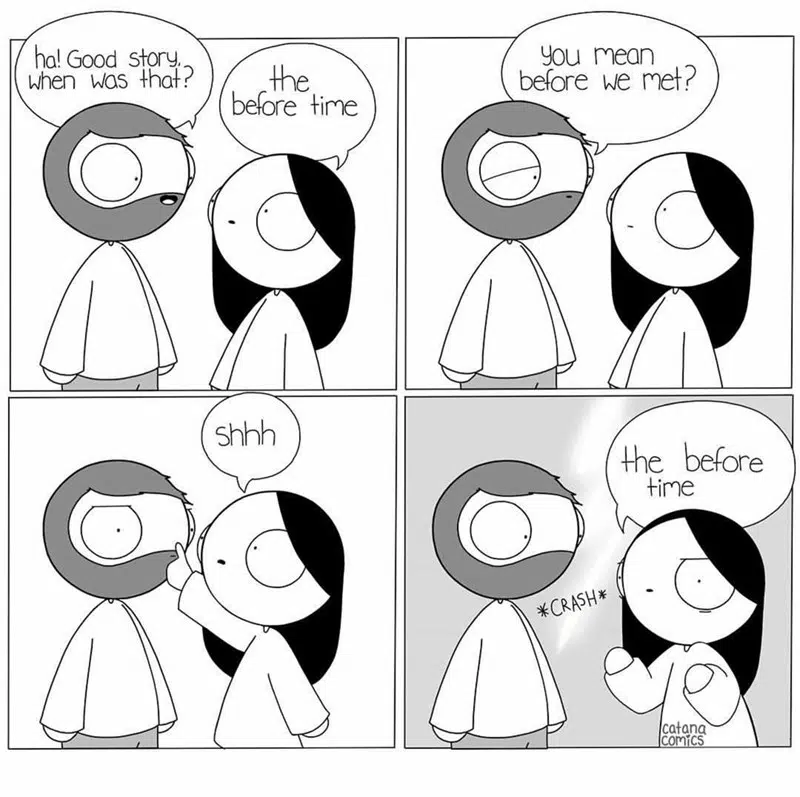 ha! Good story.
when was that?
the
before time
you mean
before we met?
shhh
the before
time
*CRASH*
catana
comics